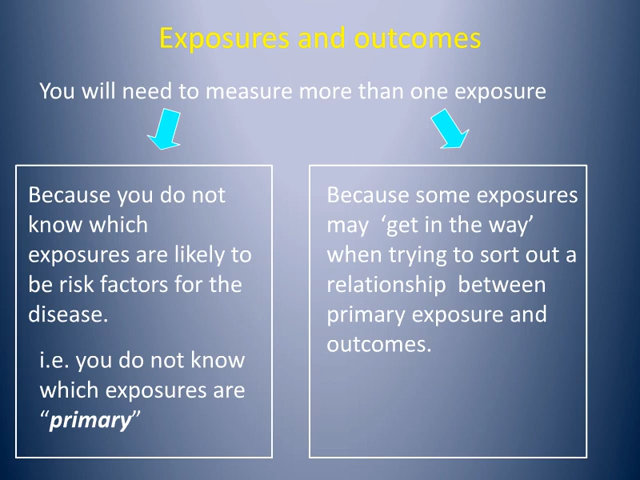 Exposures and outcomes
You will need to measure more than one exposure
Because you do not
know which
exposures are likely to
be risk factors for the
disease.
i.e. you do not know
which exposures are
“primary”
Because some exposures
may ‘get in the way’
when trying to sort out a
relationship between
primary exposure and
outcomes.